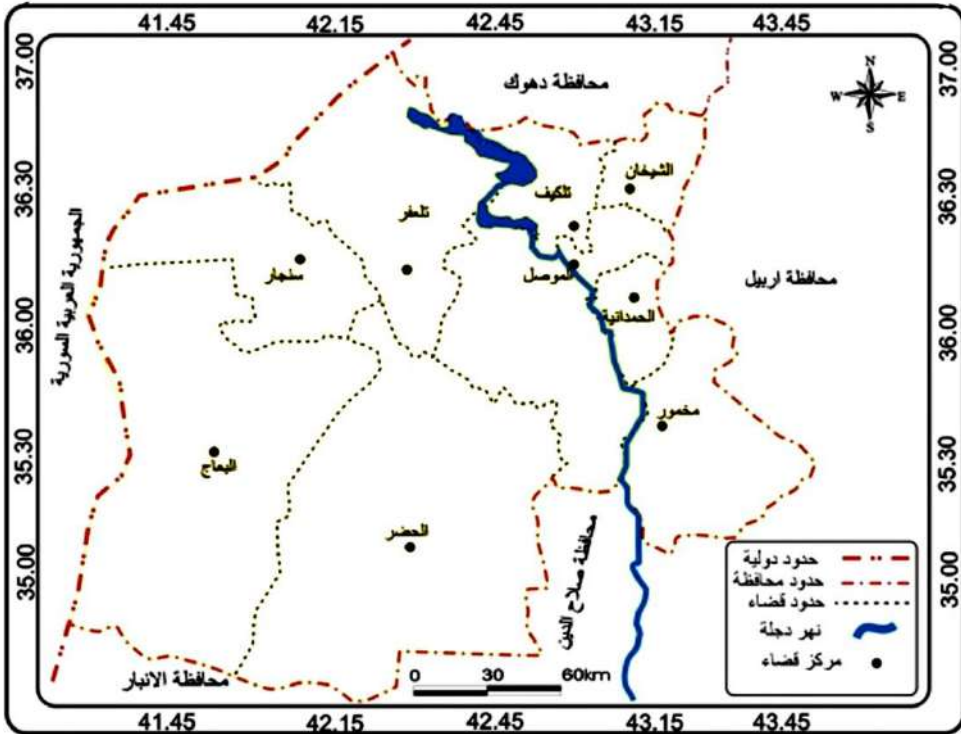 41.45 42.15 42.45 43.15 43.45
37.00
37.00
محافظة دهوك
N
W E
S
الشيخان
تلكيف
36.30
36.30
تلعفر
الجمهورية العربية السورية
سنجار
الموصل
محافظة اربيل
الحمدانية
36.00
36.00
مخمور
35.30
35.30
البعاج
الحضر
محافظة صلاح الدين
35.00
35.00
حدود دولية
حدود محافظة
حدود قضاء
نهر دجلة
مركز قضاء
محافظة الانبار
0 30 60km
41.45 42.15 42.45 43.15 43.45